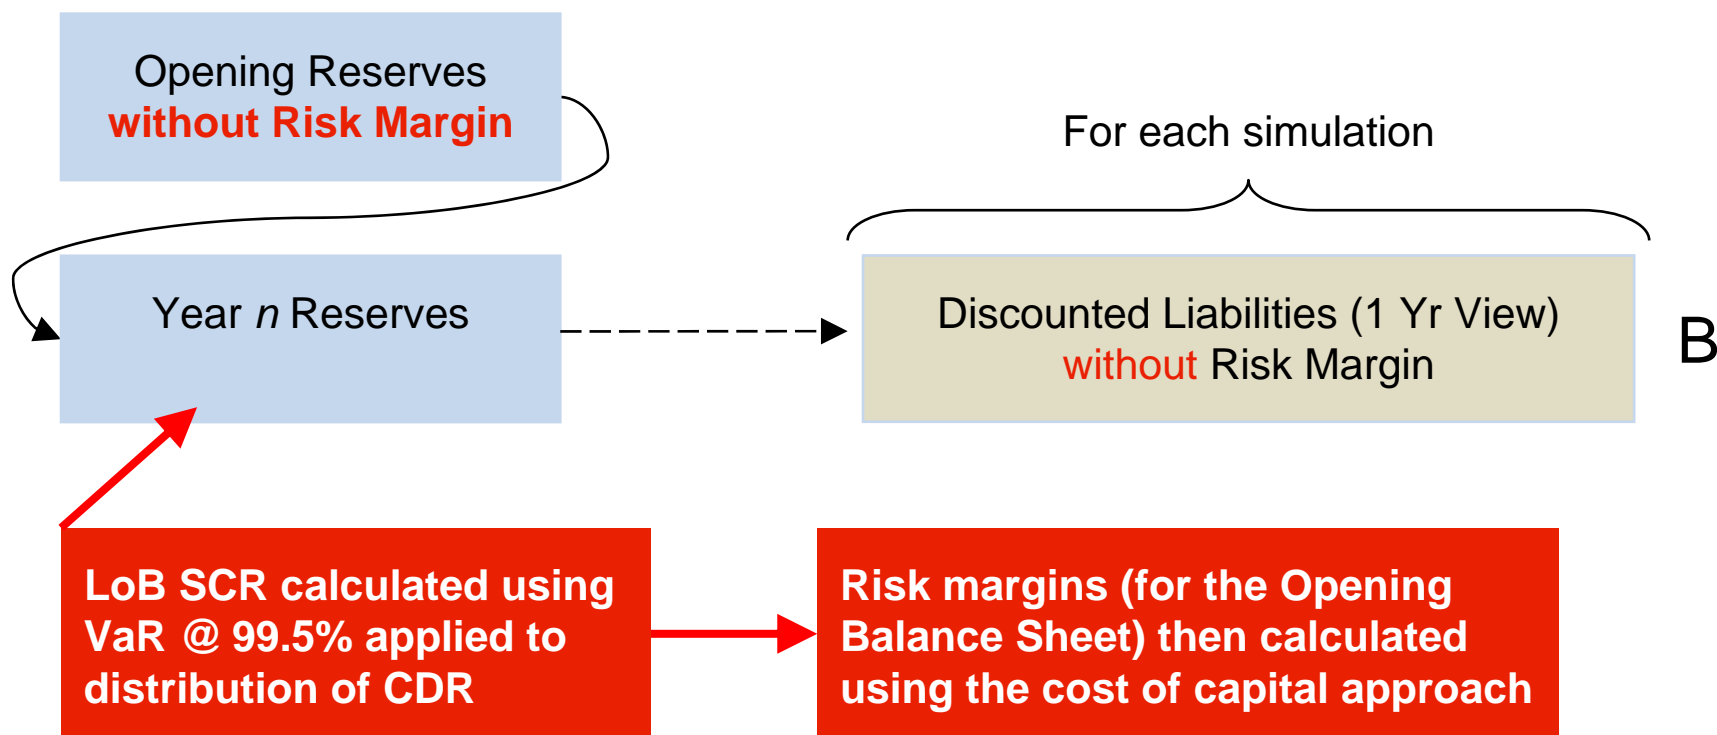 Opening Reserves
without Risk Margin
For each simulation
Year n Reserves
Discounted Liabilities (1 Yr View)
without Risk Margin
B
LoB SCR calculated using
VaR @ 99.5% applied to
distribution of CDR
Risk margins (for the Opening
Balance Sheet) then calculated
using the cost of capital approach